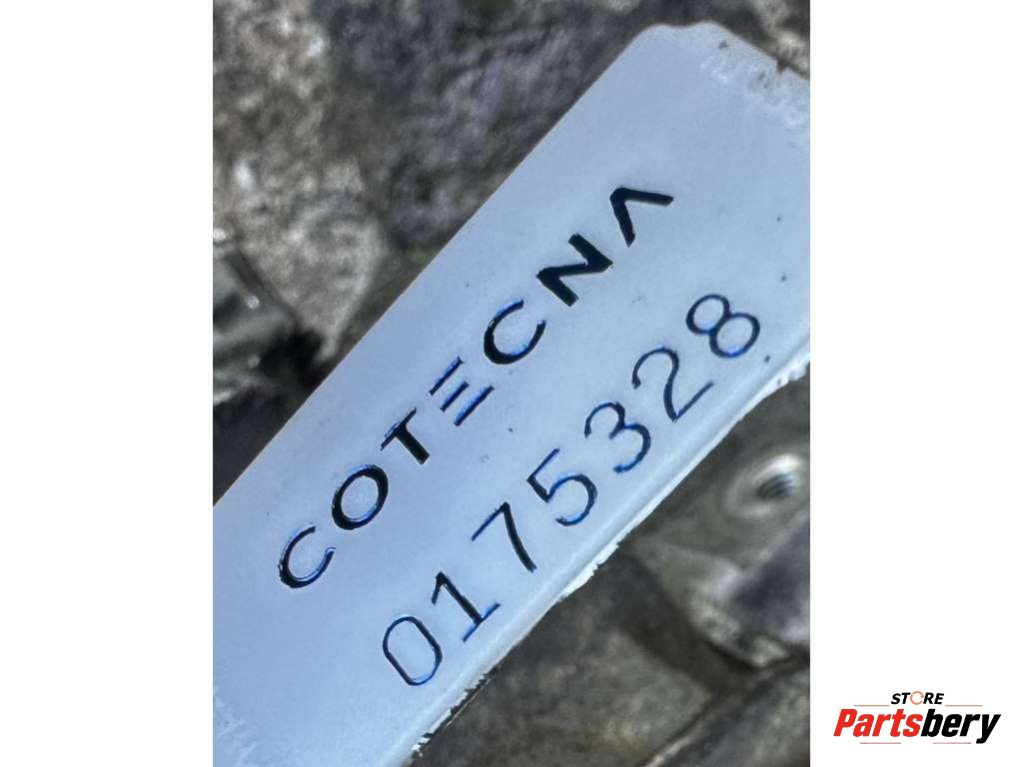 COTECNA
0175328
STORE
Partsbery